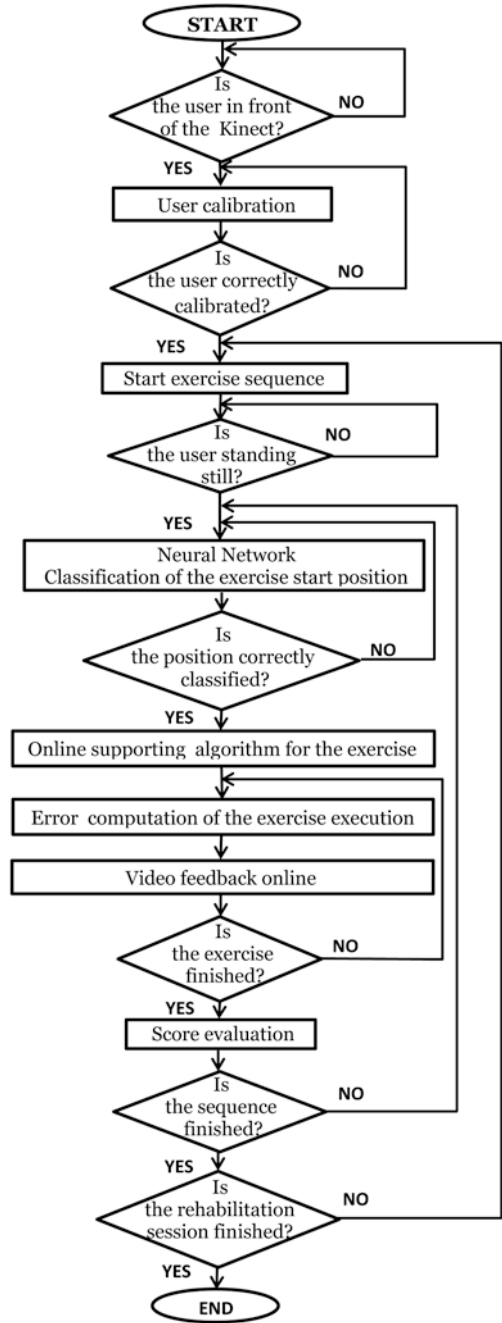 START
Is
the user in front
of the Kinect?
NO
YES
User calibration
Is
the user correctly
calibrated?
NO
YES
Start exercise sequence
Is
the user standing
still?
NO
YES
Neural Network
Classification of the exercise start position
Is
the position correctly
classified?
NO
YES
Online supporting algorithm for the exercise
Error computation of the exercise execution
Video feedback online
Is
the exercise
finished?
NO
YES
Score evaluation
Is
the sequence
finished?
NO
YES
Is
the rehabilitation
session finished?
NO
YES
END